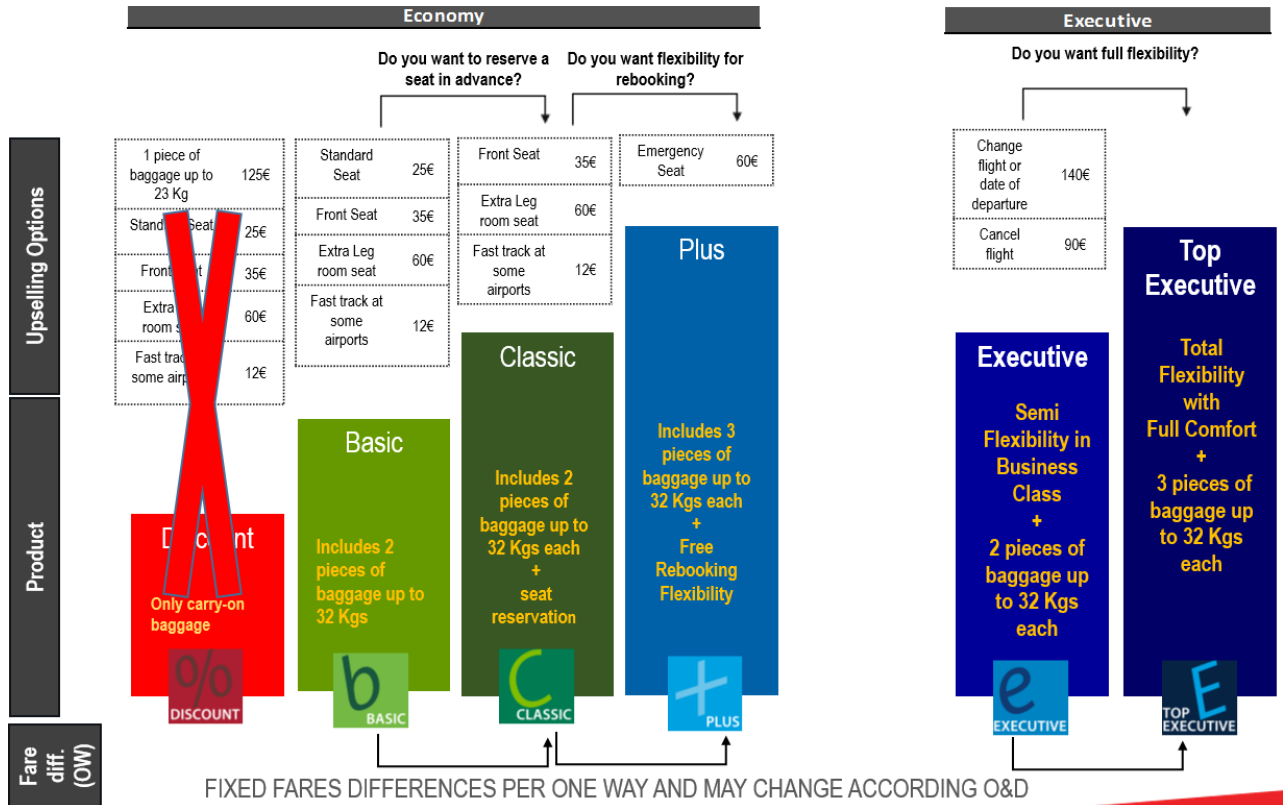 Economy
Executive
Do you want to reserve a
seat in advance?
Do you want flexibility for
rebooking?
Do you want full flexibility?
Upselling Options
1 piece of
baggage up to
23 Kg
125€
Seat
25€
35€
Extra
room
60€
Fast
some
12€
Standard
Seat
25€
Front Seat
35€
Extra Leg
room seat
60€
Fast track at
some
airports
12€
Front Seat
35€
Extra Leg
room seat
60€
Fast track at
some
airports
12€
Emergency
Seat
60€
Change
flight or
date of
departure
140€
Cancel
flight
90€
Product
Only carry-on
baggage
%
DISCOUNT
Basic
Includes 2
pieces of
baggage up to
32 Kgs
b
BASIC
Classic
Includes 2
pieces of
baggage up to
32 Kgs each
+
seat
reservation
C
CLASSIC
Plus
Includes 3
pieces of
baggage up to
32 Kgs each
+
Free
Rebooking
Flexibility
+
PLUS
Executive
Semi
Flexibility in
Business
Class
+
2 pieces of
baggage up
to 32 Kgs
each
e
EXECUTIVE
Top
Executive
Total
Flexibility
with
Full Comfort
+
3 pieces of
baggage up
to 32 Kgs
each
E
TOP
EXECUTIVE
Fare
diff.
(OW)
FIXED FARES DIFFERENCES PER ONE WAY AND MAY CHANGE ACCORDING O&D